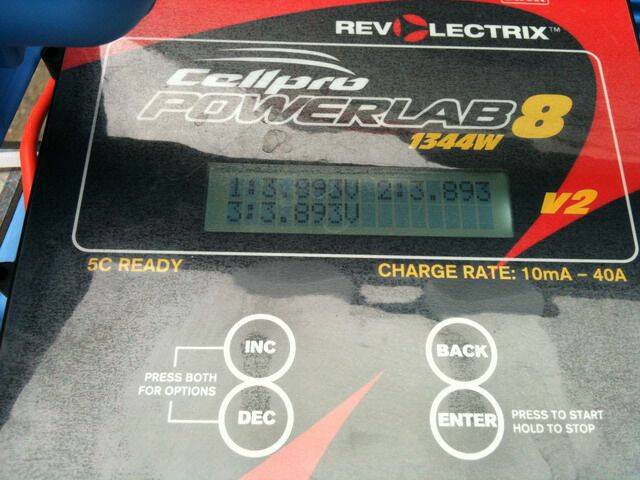 REVOLECTRIX™
Cellpro
POWERLAB 8
1344W
v2
1:3.893V 2:3.893
3:3.893V
5C READY
CHARGE RATE: 10mA – 40A
INC
BACK
PRESS BOTH
FOR OPTIONS
DEC
ENTER
PRESS TO START
HOLD TO STOP